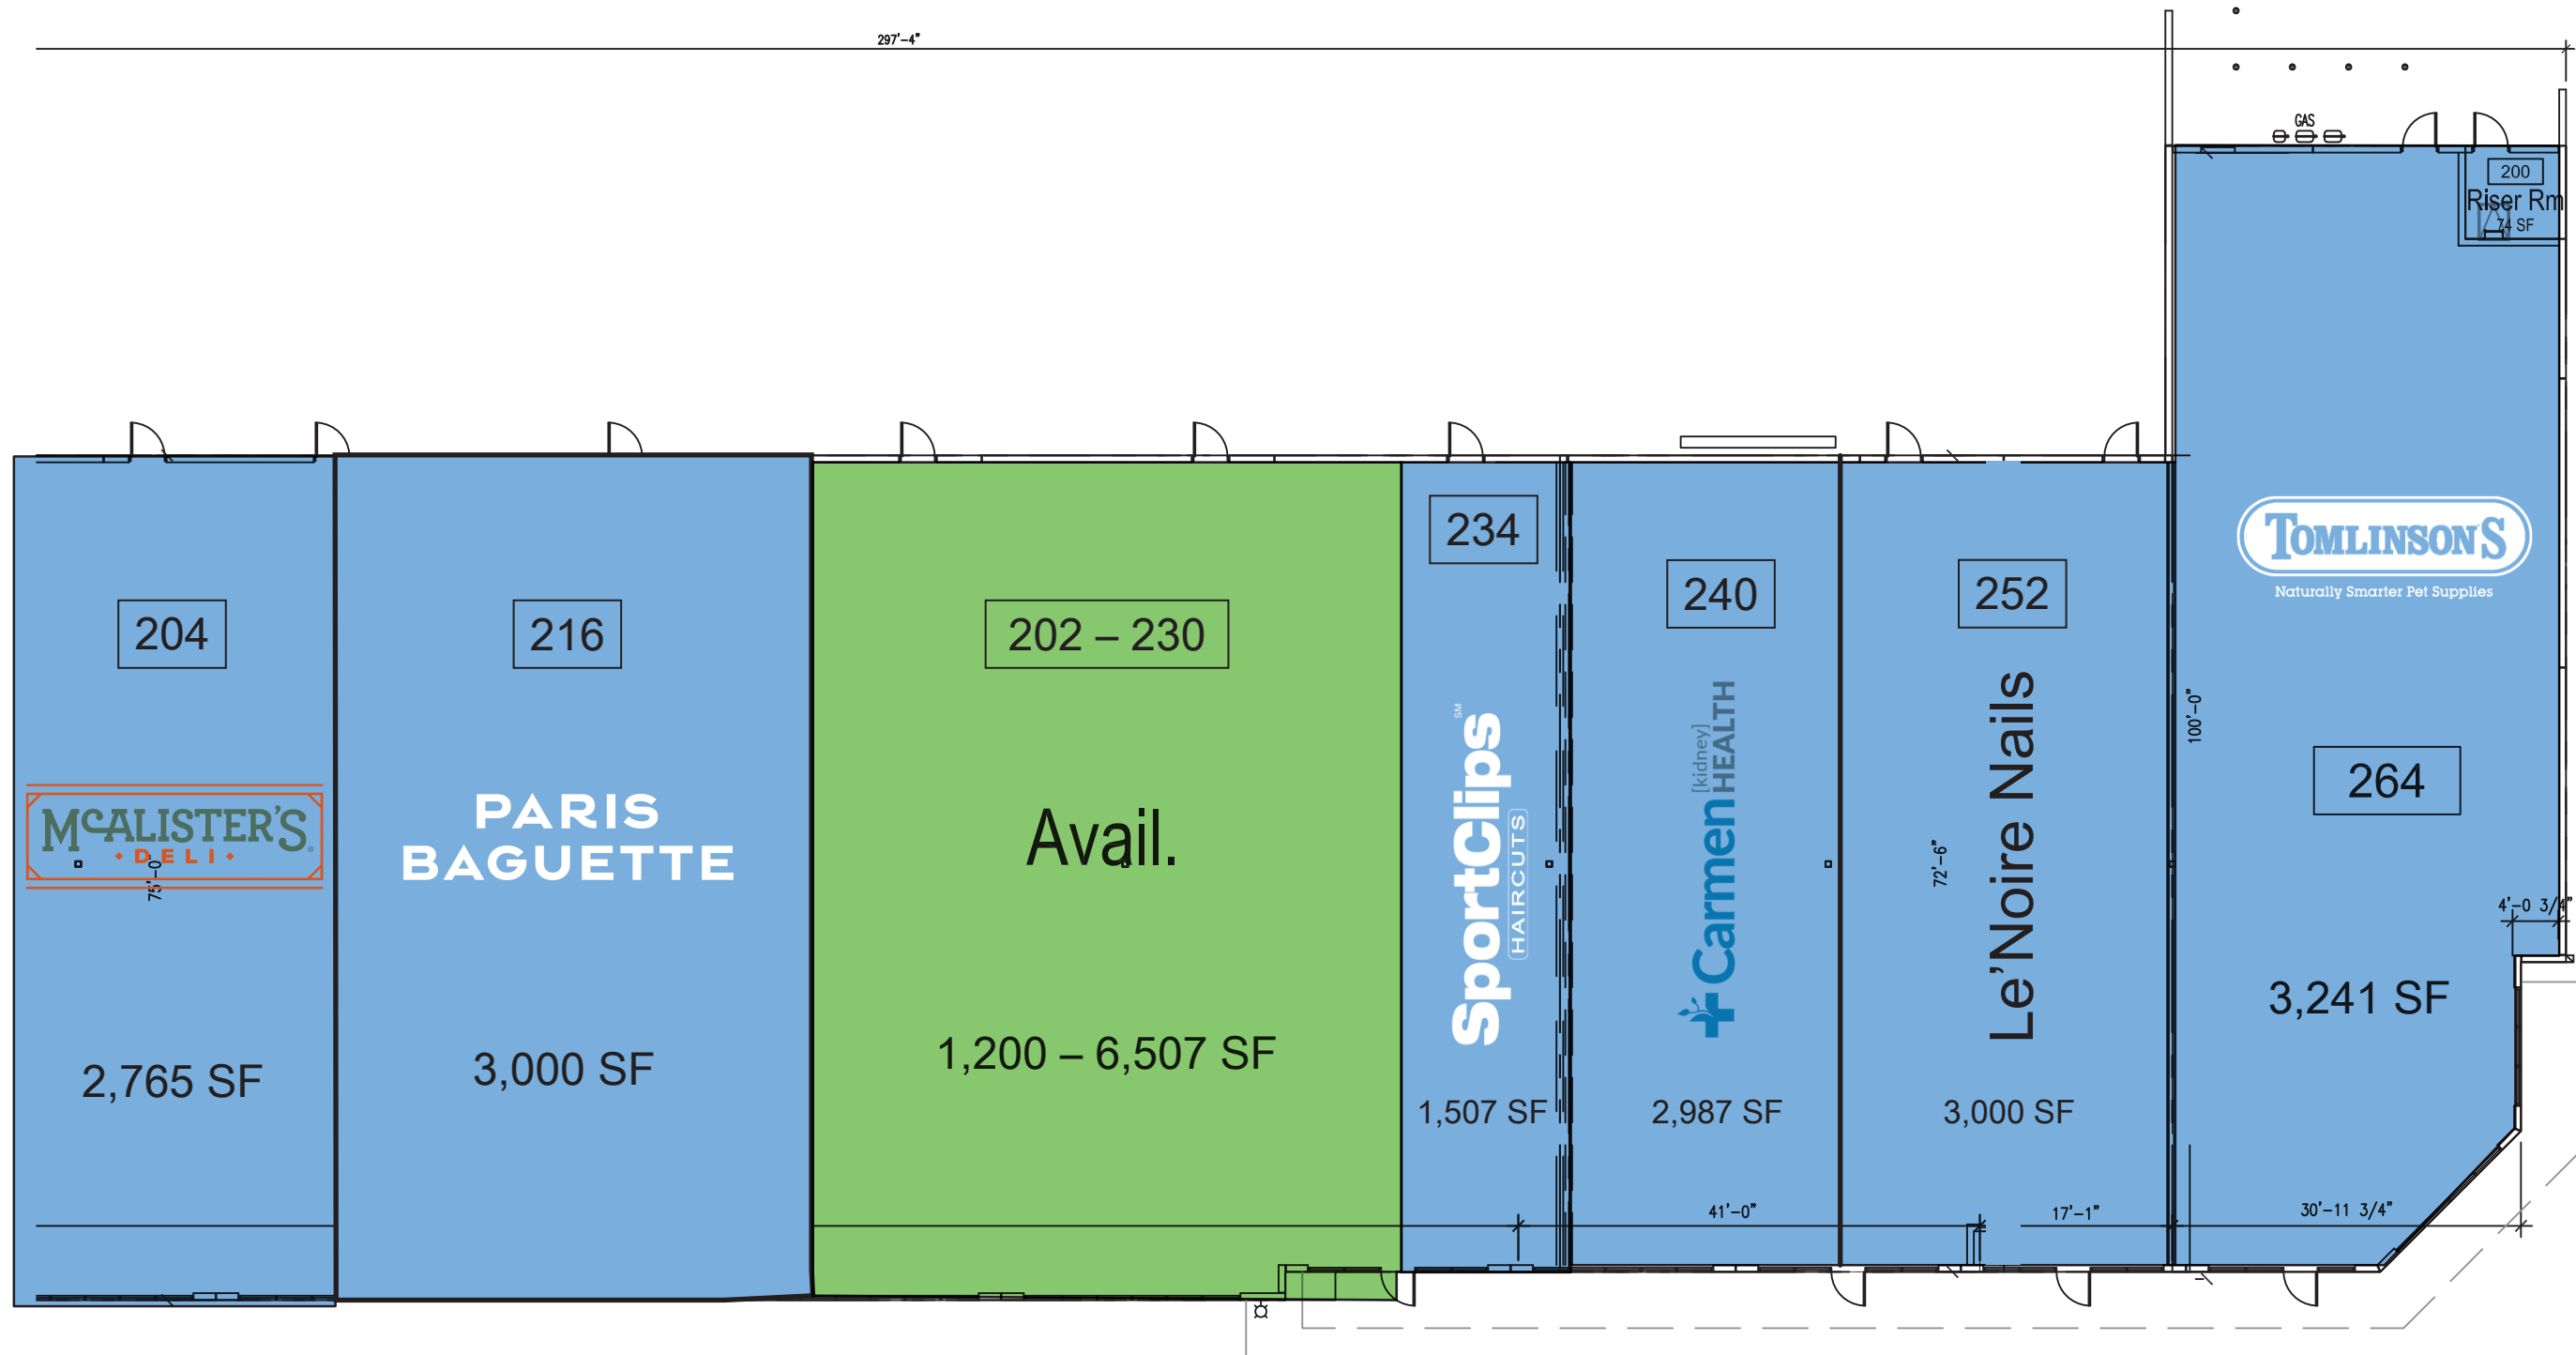 297'-4"
GAS
200
Riser Rm
74 SF
204
McALISTER'S
DELI
75'-0"
2,765 SF
216
PARIS
BAGUETTE
3,000 SF
202 – 230
Avail.
1,200 – 6,507 SF
234
SportClips SM
HAIRCUTS
1,507 SF
240
Carmen
[kidney]
HEALTH
2,987 SF
41'-0"
252
Le'Noire Nails
72'-6"
3,000 SF
17'-1"
TOMLINSON'S
Naturally Smarter Pet Supplies
100'-0"
264
4'-0 3/4"
3,241 SF
30'-11 3/4"